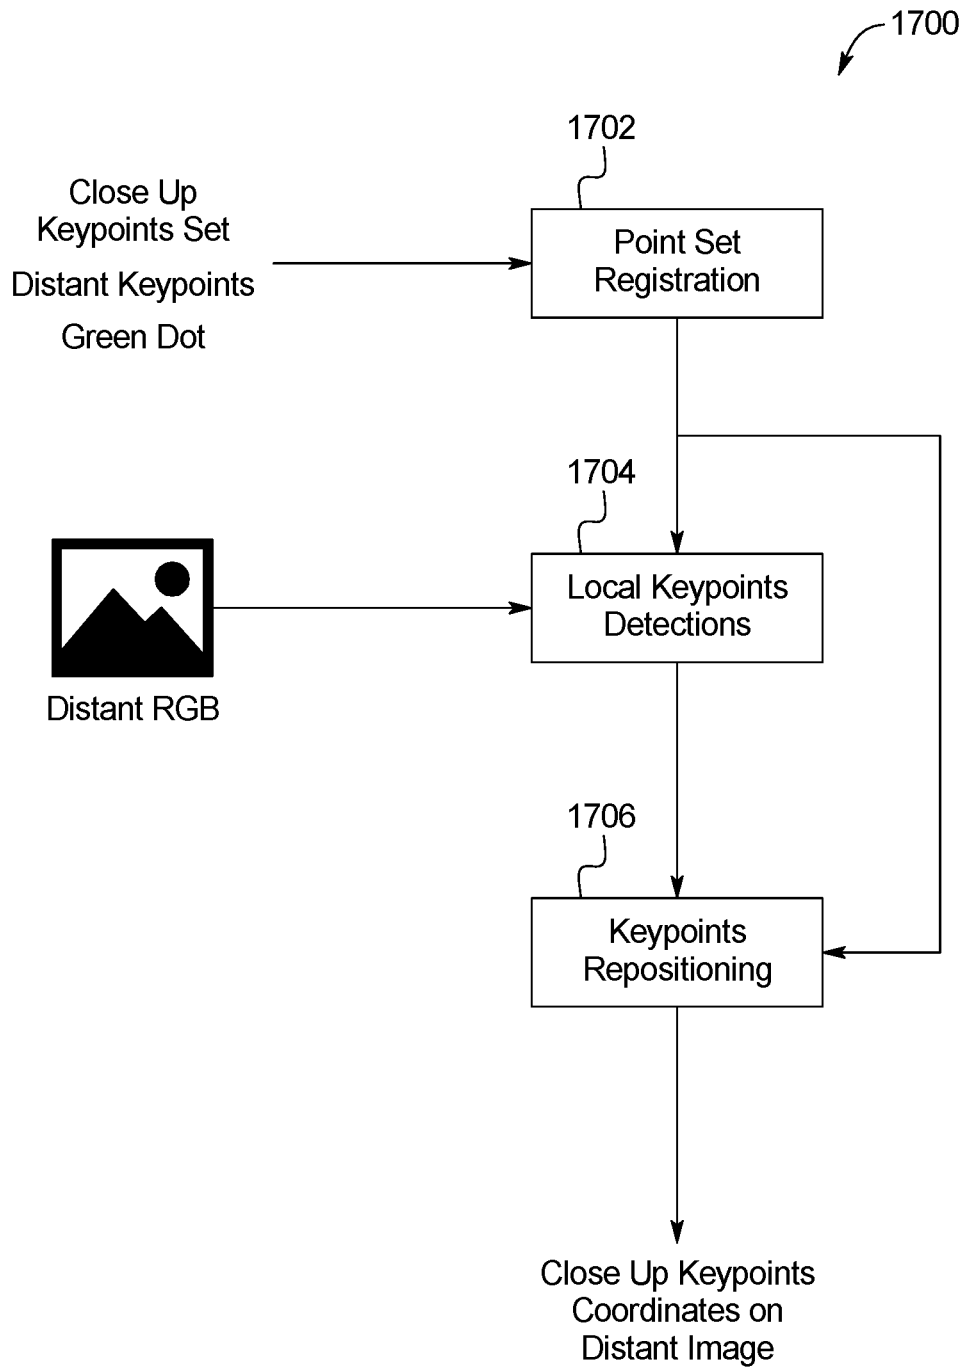 1700
1702
Close Up
Keypoints Set
Distant Keypoints
Green Dot
Point Set
Registration
1704
Local Keypoints
Detections
Distant RGB
1706
Keypoints
Repositioning
Close Up Keypoints
Coordinates on
Distant Image